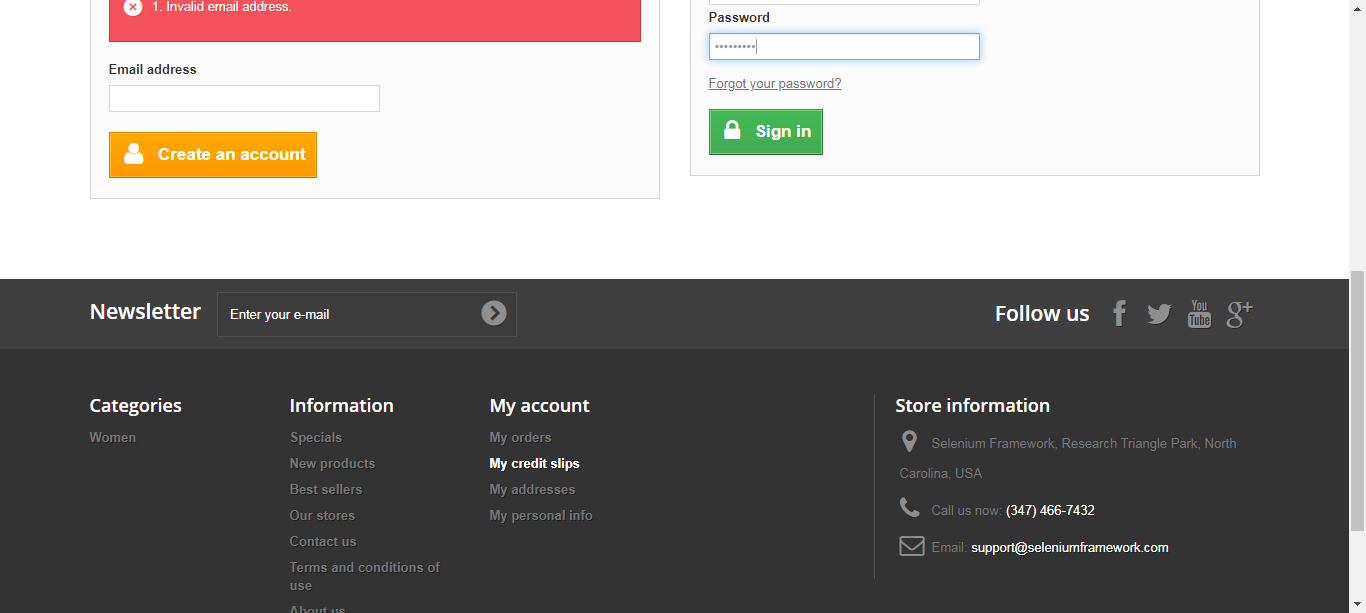 1. Invalid email address.
Email address
Create an account
Password
•••••••••
Forgot your password?
Sign in
Newsletter
Enter your e-mail
Follow us
You
Tube
Categories
Women
Information
Specials
New products
Best sellers
Our stores
Contact us
Terms and conditions of
use
About us
My account
My orders
My credit slips
My addresses
My personal info
Store information
Selenium Framework, Research Triangle Park, North
Carolina, USA
Call us now: (347) 466-7432
Email: support@seleniumframework.com